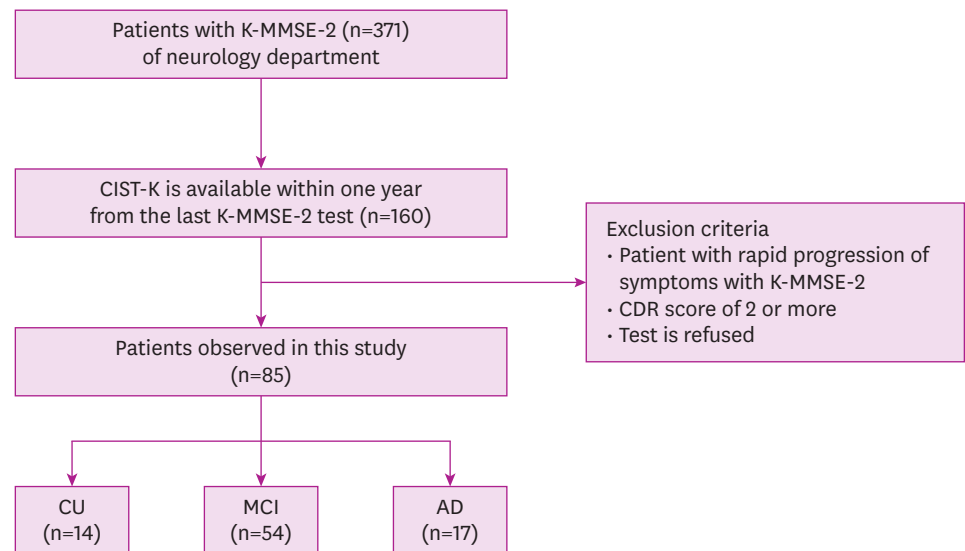 Patients with K-MMSE-2 (n=371)
of neurology department
CIST-K is available within one year
from the last K-MMSE-2 test (n=160)
Exclusion criteria
· Patient with rapid progression of
symptoms with K-MMSE-2
· CDR score of 2 or more
· Test is refused
Patients observed in this study
(n=85)
CU
(n=14)
MCI
(n=54)
AD
(n=17)